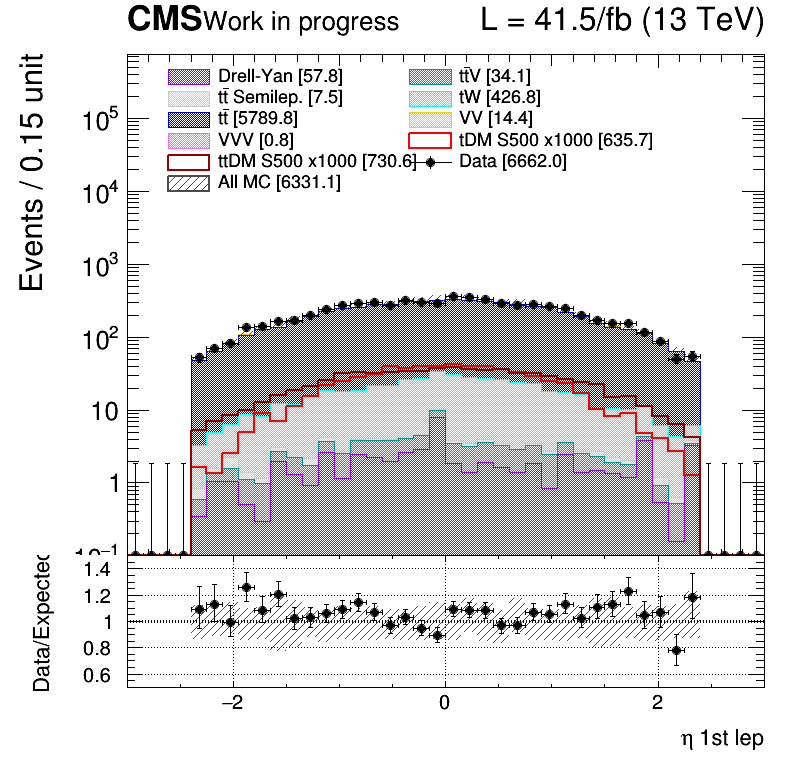 CMS Work in progress L = 41.5/fb (13 TeV)
Events / 0.15 unit
Drell-Yan [57.8] tt̄V [34.1]
tt̄ Semilep. [7.5] tW [426.8]
tt̄ [5789.8] VV [14.4]
VVV [0.8] tDM S500 x1000 [635.7]
ttDM S500 x1000 [730.6] Data [6662.0]
All MC [6331.1]
10⁵
10⁴
10³
10²
10
1
10⁻¹
Data/Expected
1.4
1.2
1
0.8
0.6
−2 0 2
η 1st lep